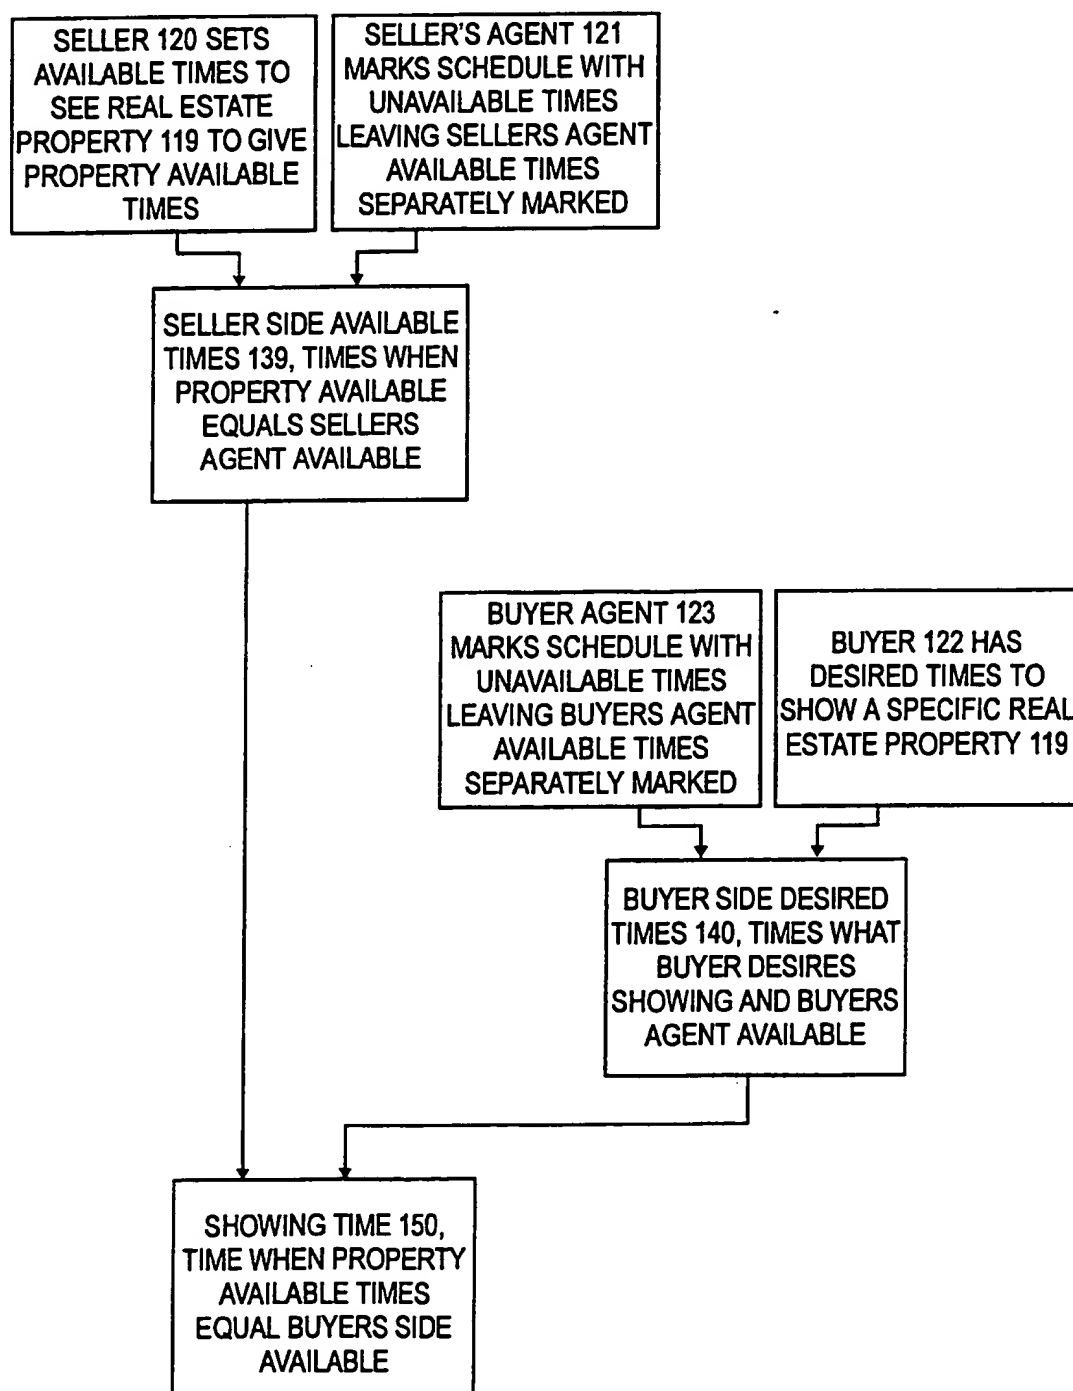 SELLER 120 SETS
AVAILABLE TIMES TO
SEE REAL ESTATE
PROPERTY 119 TO GIVE
PROPERTY AVAILABLE
TIMES
SELLER'S AGENT 121
MARKS SCHEDULE WITH
UNAVAILABLE TIMES
LEAVING SELLERS AGENT
AVAILABLE TIMES
SEPARATELY MARKED
SELLER SIDE AVAILABLE
TIMES 139, TIMES WHEN
PROPERTY AVAILABLE
EQUALS SELLERS
AGENT AVAILABLE
BUYER AGENT 123
MARKS SCHEDULE WITH
UNAVAILABLE TIMES
LEAVING BUYERS AGENT
AVAILABLE TIMES
SEPARATELY MARKED
BUYER 122 HAS
DESIRED TIMES TO
SHOW A SPECIFIC REAL
ESTATE PROPERTY 119
BUYER SIDE DESIRED
TIMES 140, TIMES WHAT
BUYER DESIRES
SHOWING AND BUYERS
AGENT AVAILABLE
SHOWING TIME 150,
TIME WHEN PROPERTY
AVAILABLE TIMES
EQUAL BUYERS SIDE
AVAILABLE